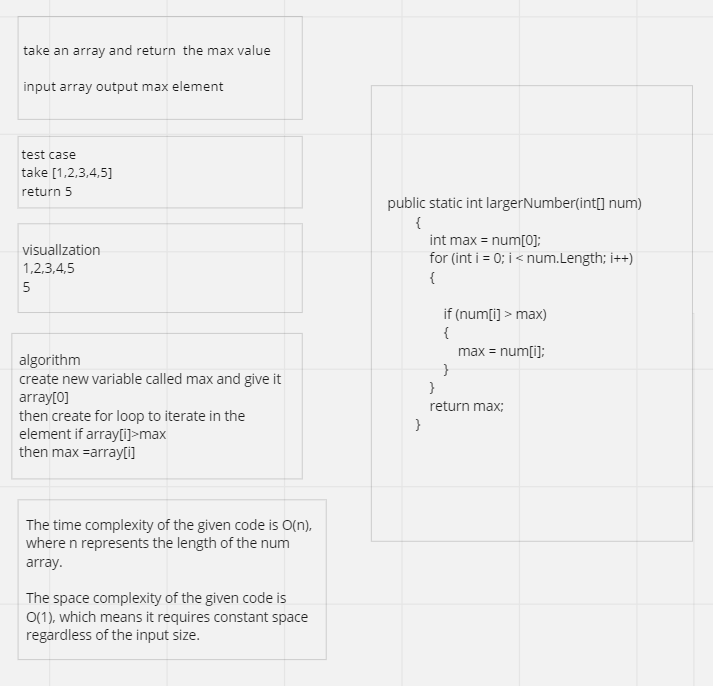 take an array and return  the max value
input array output max element
test case
take [1,2,3,4,5]
return 5
visuallzation
1,2,3,4,5
5
algorithm
create new variable called max and give it
array[0]
then create for loop to iterate in the
element if array[i]>max
then max =array[i]
The time complexity of the given code is O(n),
where n represents the length of the num
array.
The space complexity of the given code is
O(1), which means it requires constant space
regardless of the input size.
public static int largerNumber(int[] num)
{
int max = num[0];
for (int i = 0; i < num.Length; i++)
{
if (num[i] > max)
{
max = num[i];
}
}
return max;
}